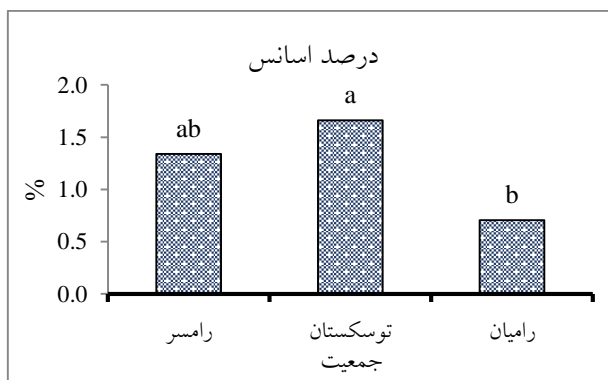 درصد اسانس
2.0
1.5
1.0
0.5
0.0
%
ab
a
b
رامسر
توسکستان
رامیان
جمعیت